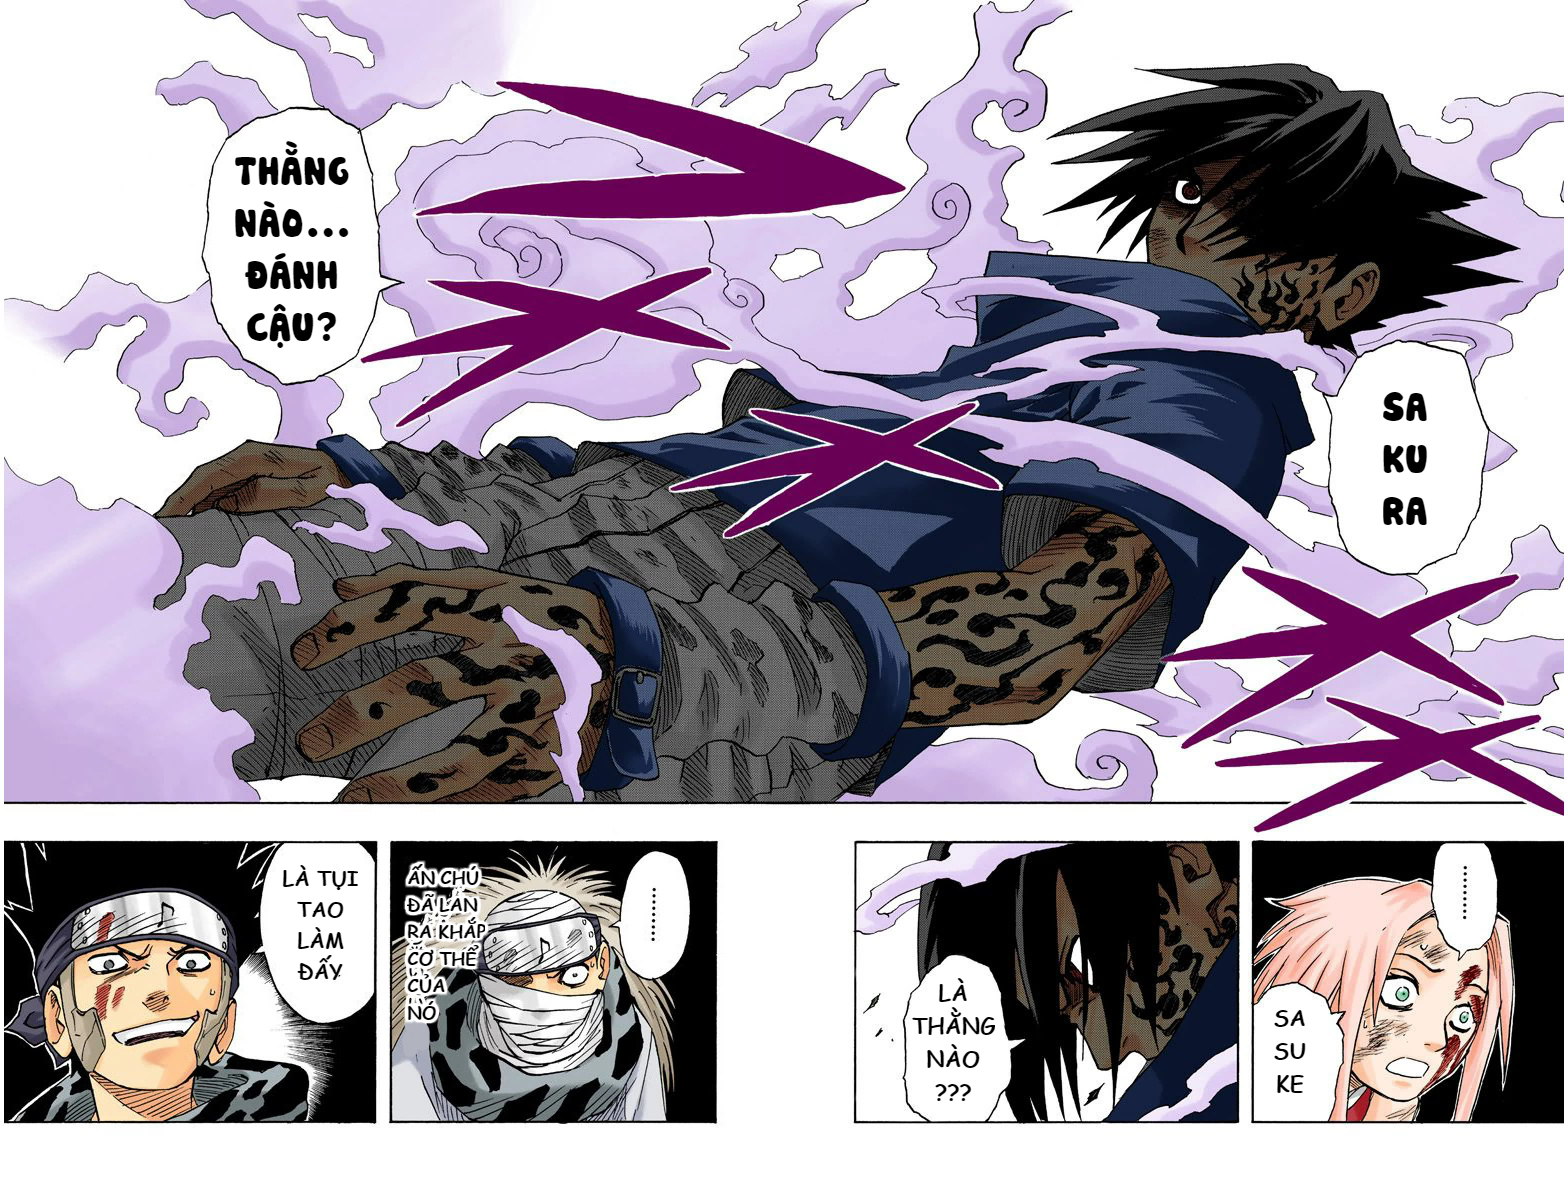 SA
KU
RA
THẰNG
NÀO...
ĐÁNH
CẬU?
.........
SA
SU
KE
LÀ
THẰNG
NÀO
???
.........
ẤN CHÚ
ĐÃ LAN
RA KHẮP
CƠ THỂ
CỦA
NÓ
LÀ TỤI
TAO
LÀM
ĐẤY